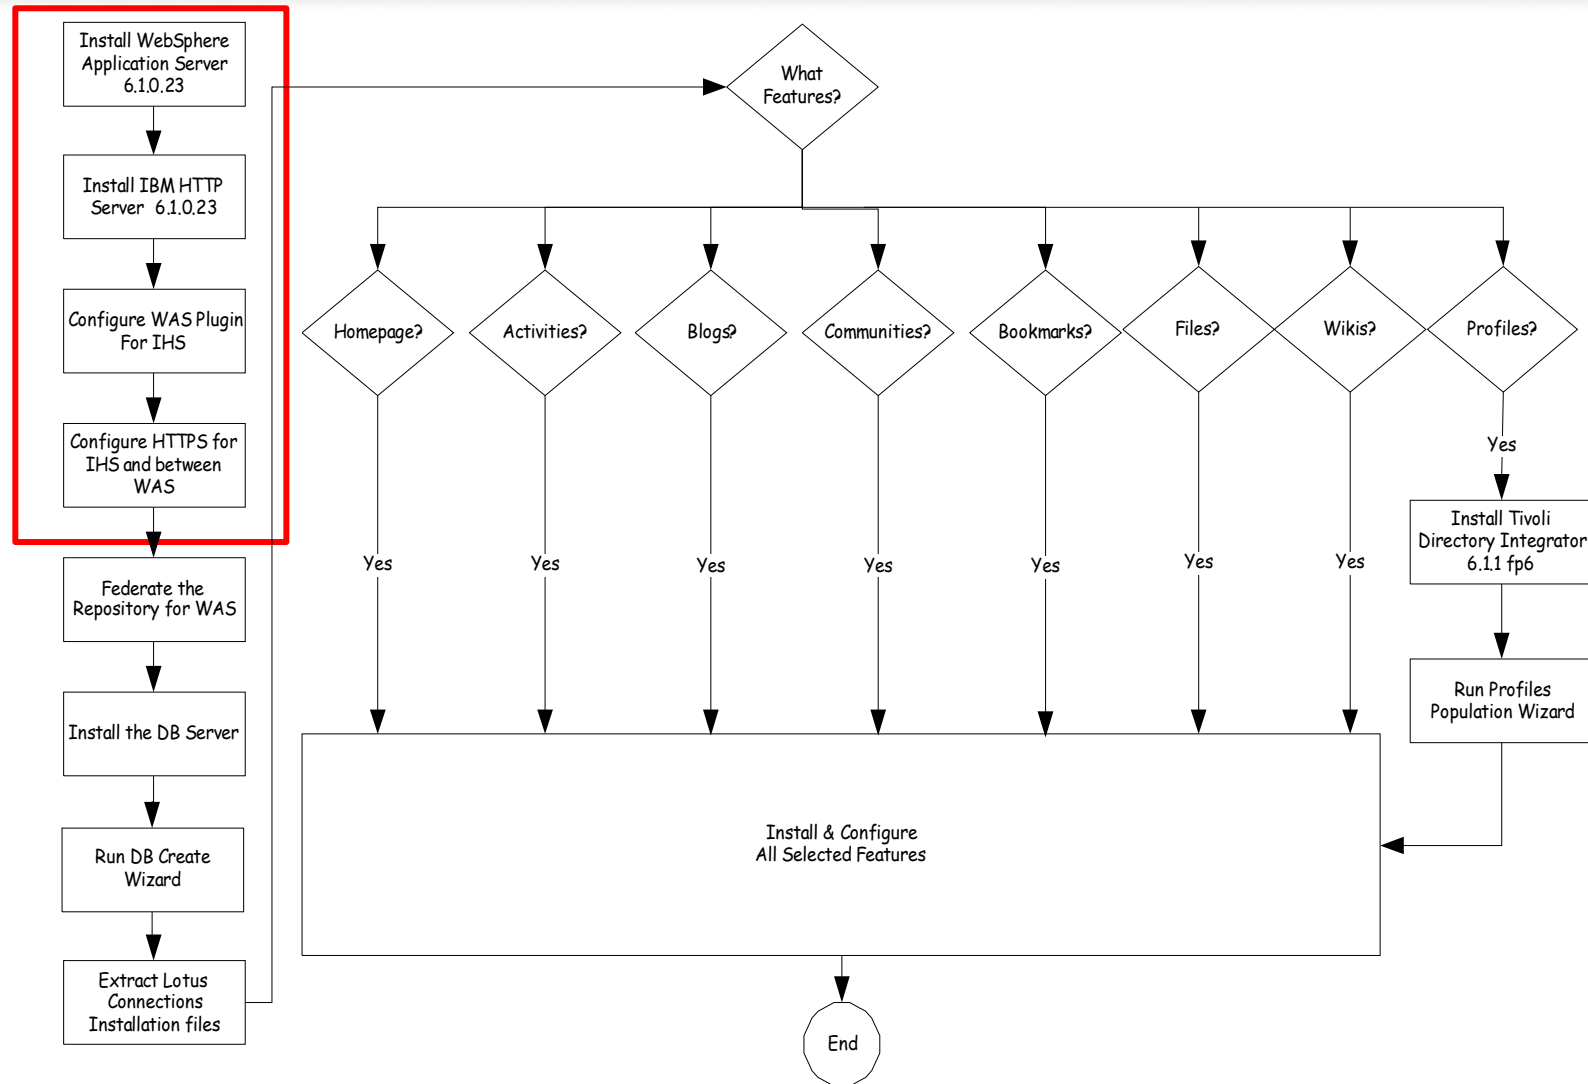 Install WebSphere
Application Server
6.1.0.23
Install IBM HTTP
Server 6.1.0.23
Configure WAS Plugin
For IHS
Configure HTTPS for
IHS and between
WAS
Federate the
Repository for WAS
Install the DB Server
Run DB Create
Wizard
Extract Lotus
Connections
Installation files
What
Features?
Homepage?
Activities?
Blogs?
Communities?
Bookmarks?
Files?
Wikis?
Profiles?
Yes
Yes
Yes
Yes
Yes
Yes
Yes
Yes
Install Tivoli
Directory Integrator
6.1.1 fp6
Run Profiles
Population Wizard
Install & Configure
All Selected Features
End